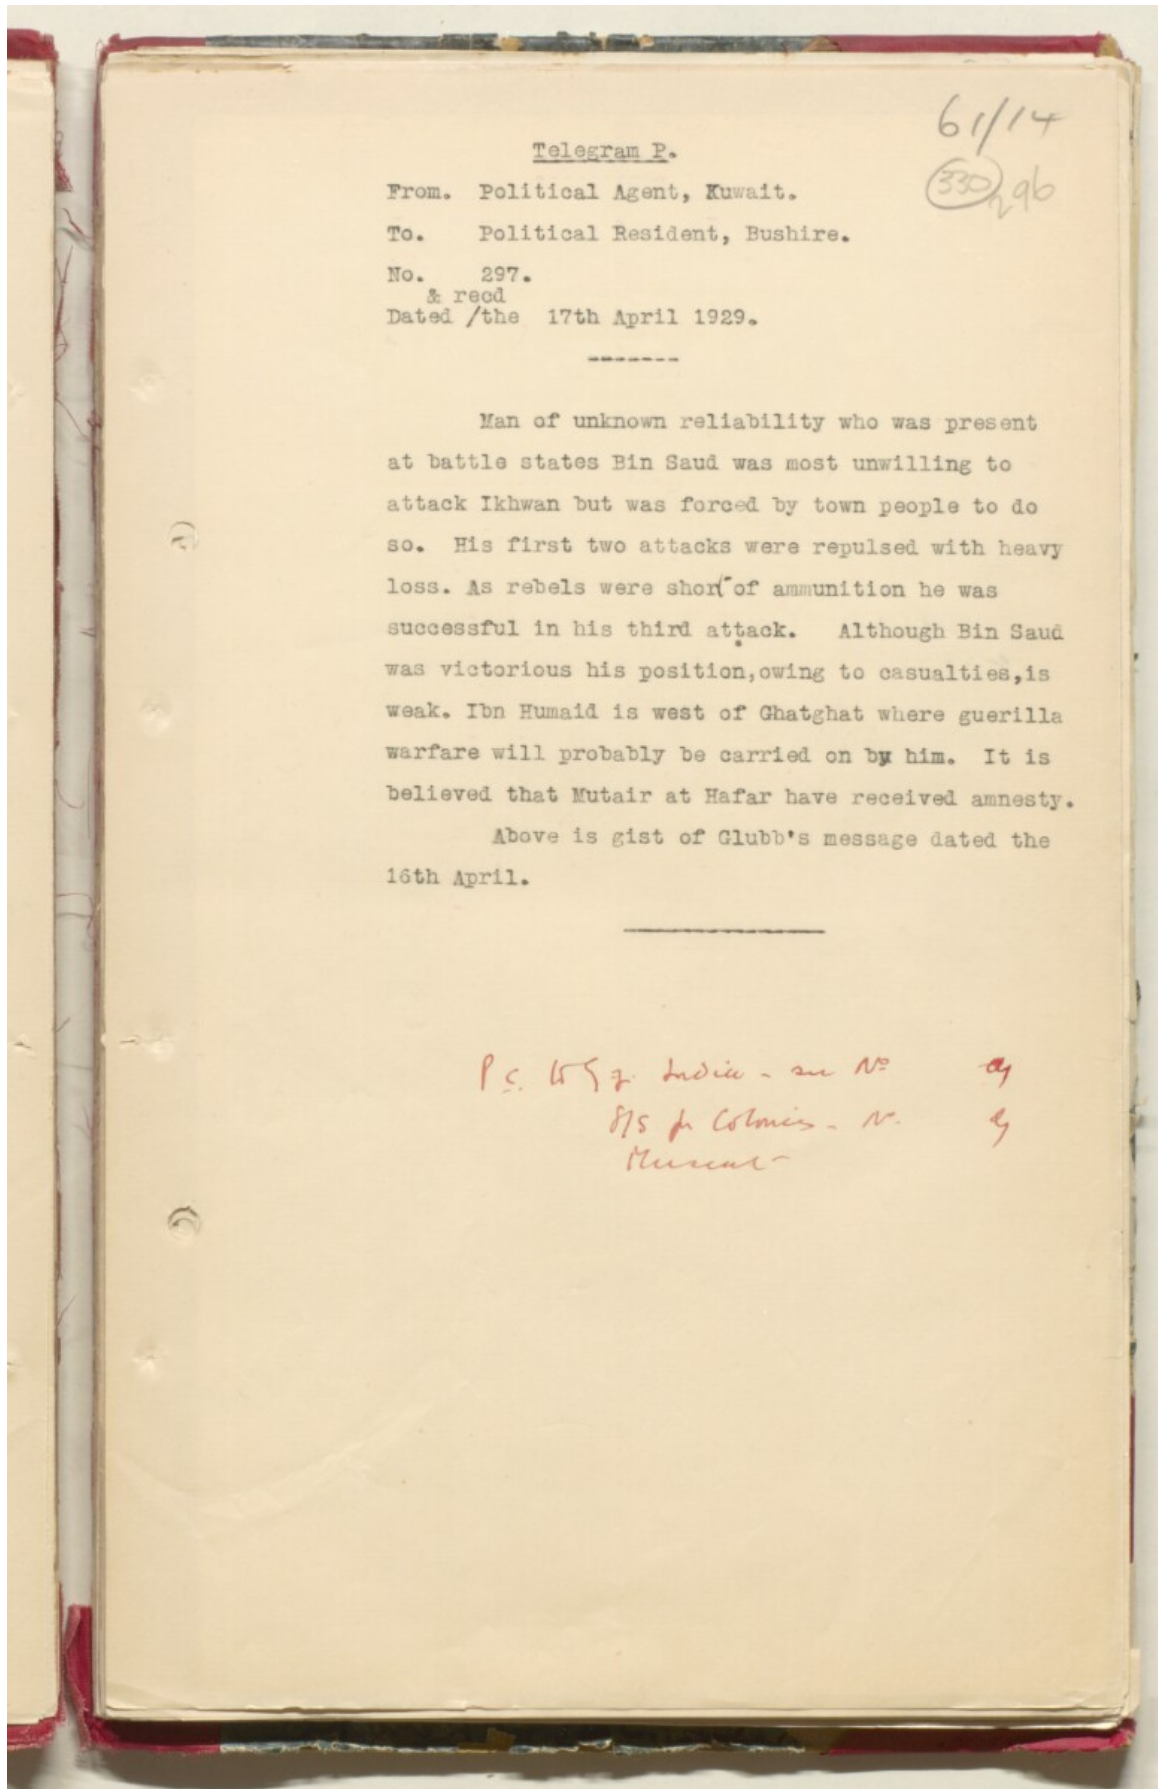 61/14
330
296
Telegram P.
From. Political Agent, Kuwait.
To. Political Resident, Bushire.
No. 297.
& recd
Dated /the 17th April 1929.
Man of unknown reliability who was present
at battle states Bin Saud was most unwilling to
attack Ikhwan but was forced by town people to do
so. His first two attacks were repulsed with heavy
loss. As rebels were short of ammunition he was
successful in his third attack. Although Bin Saud
was victorious his position,owing to casualties,is
weak. Ibn Humaid is west of Ghatghat where guerilla
warfare will probably be carried on by him. It is
believed that Mutair at Hafar have received amnesty.
Above is gist of Glubb's message dated the
16th April.
India - No
S/S for Colonies - No.
Muscat